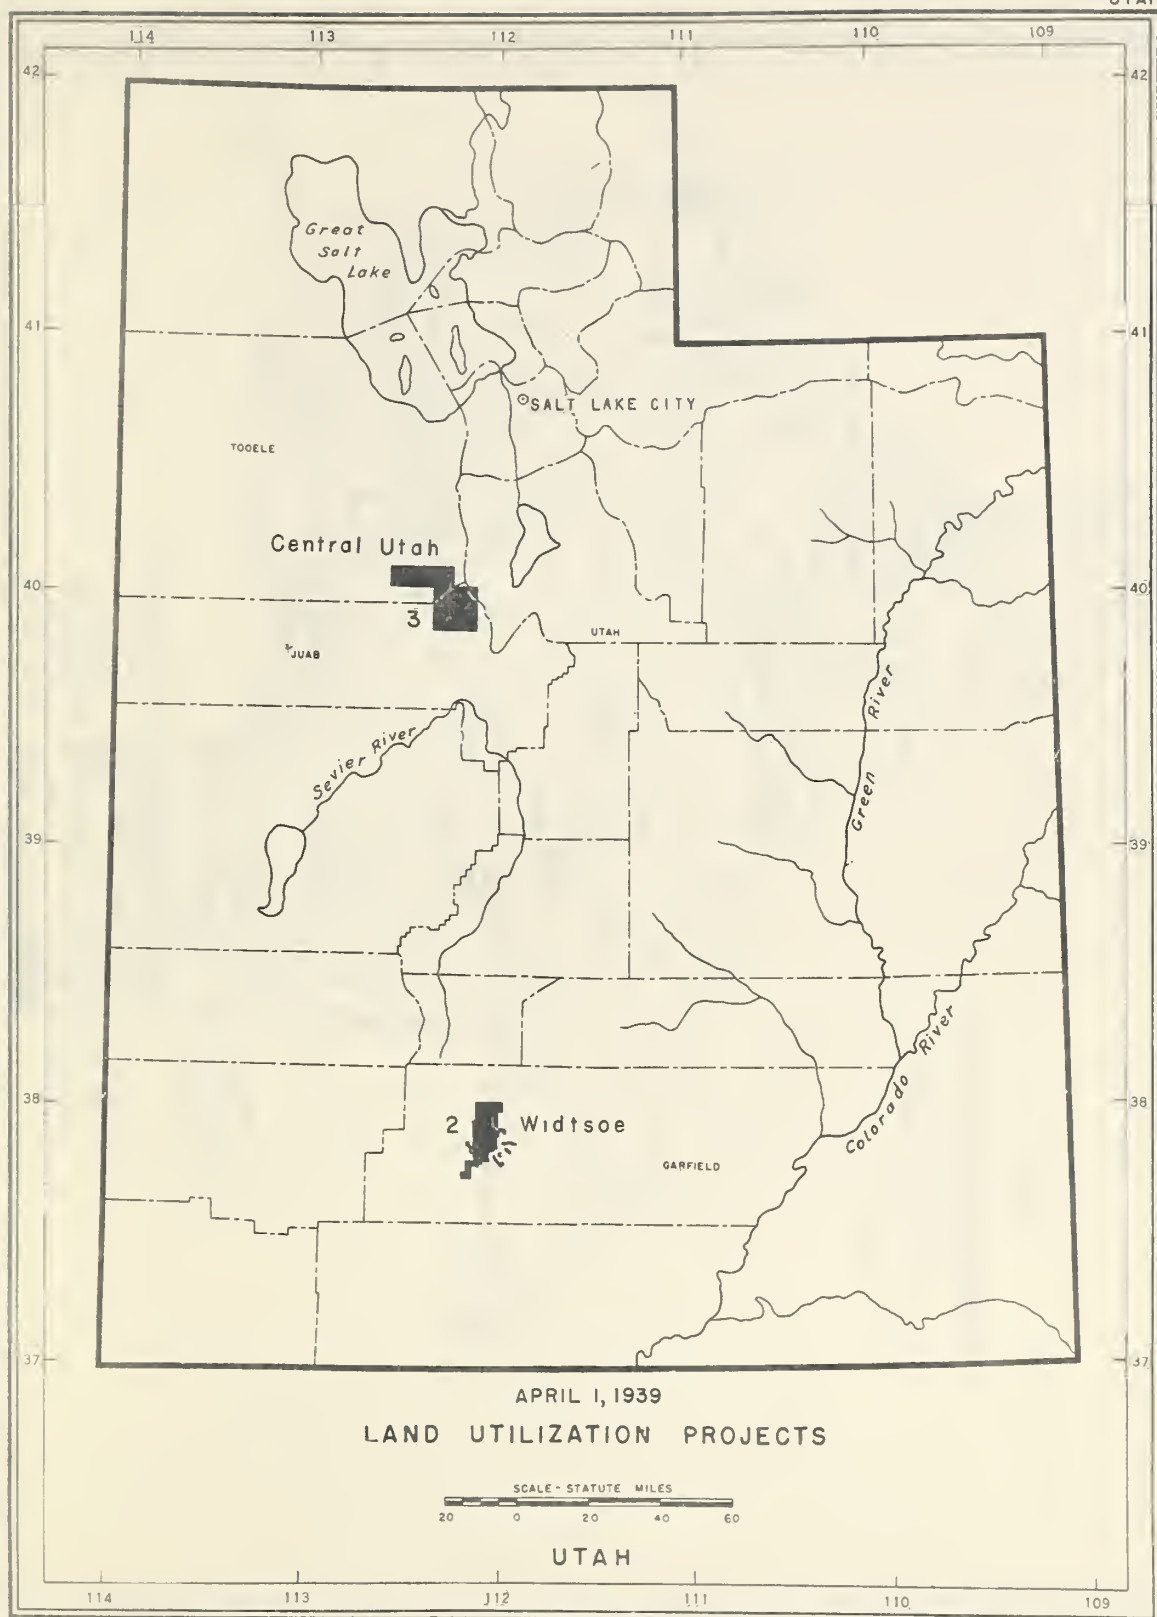 UTAH
114 113 112 111 110 109
42 42
Great
Salt
Lake
41 41
SALT LAKE CITY
TOOELE
Central Utah
40 40
3
UTAH
JUAB
River
Sevier River
Green
39 39
River
Colorado
38 38
2 Widtsoe
GARFIELD
37 37
APRIL 1, 1939
LAND UTILIZATION PROJECTS
SCALE - STATUTE MILES
20 0 20 40 60
UTAH
114 113 112 111 110 109